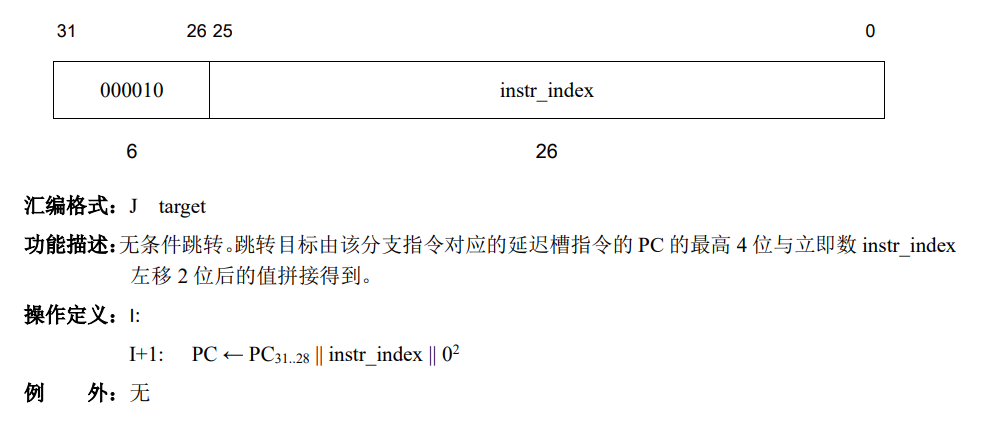 31 26 25 0
000010 instr_index
6 26
汇编格式：J target
功能描述：无条件跳转。跳转目标由该分支指令对应的延迟槽指令的 PC 的最高 4 位与立即数 instr_index
左移 2 位后的值拼接得到。
操作定义：I:
I+1: PC ← PC31..28 || instr_index || 0²
例 外：无